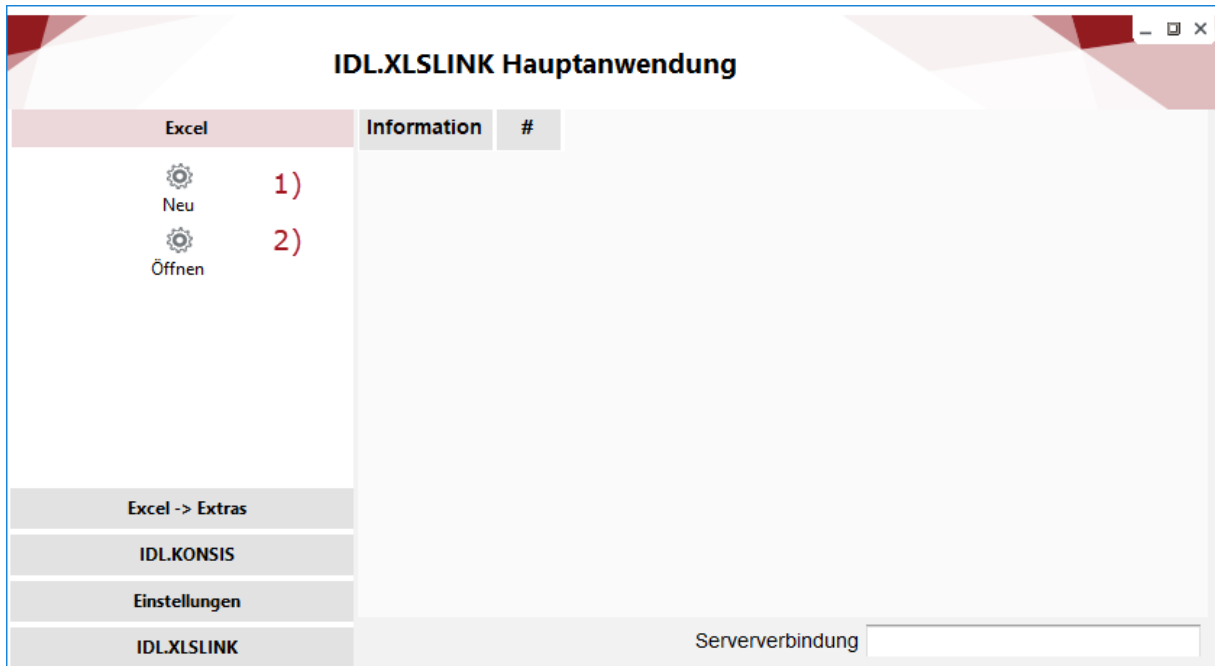 IDL.XLSLINK Hauptanwendung
Excel
Information #
Neu 1)
Öffnen 2)
Excel -> Extras
IDL.KONSIS
Einstellungen
IDL.XLSLINK
Serververbindung